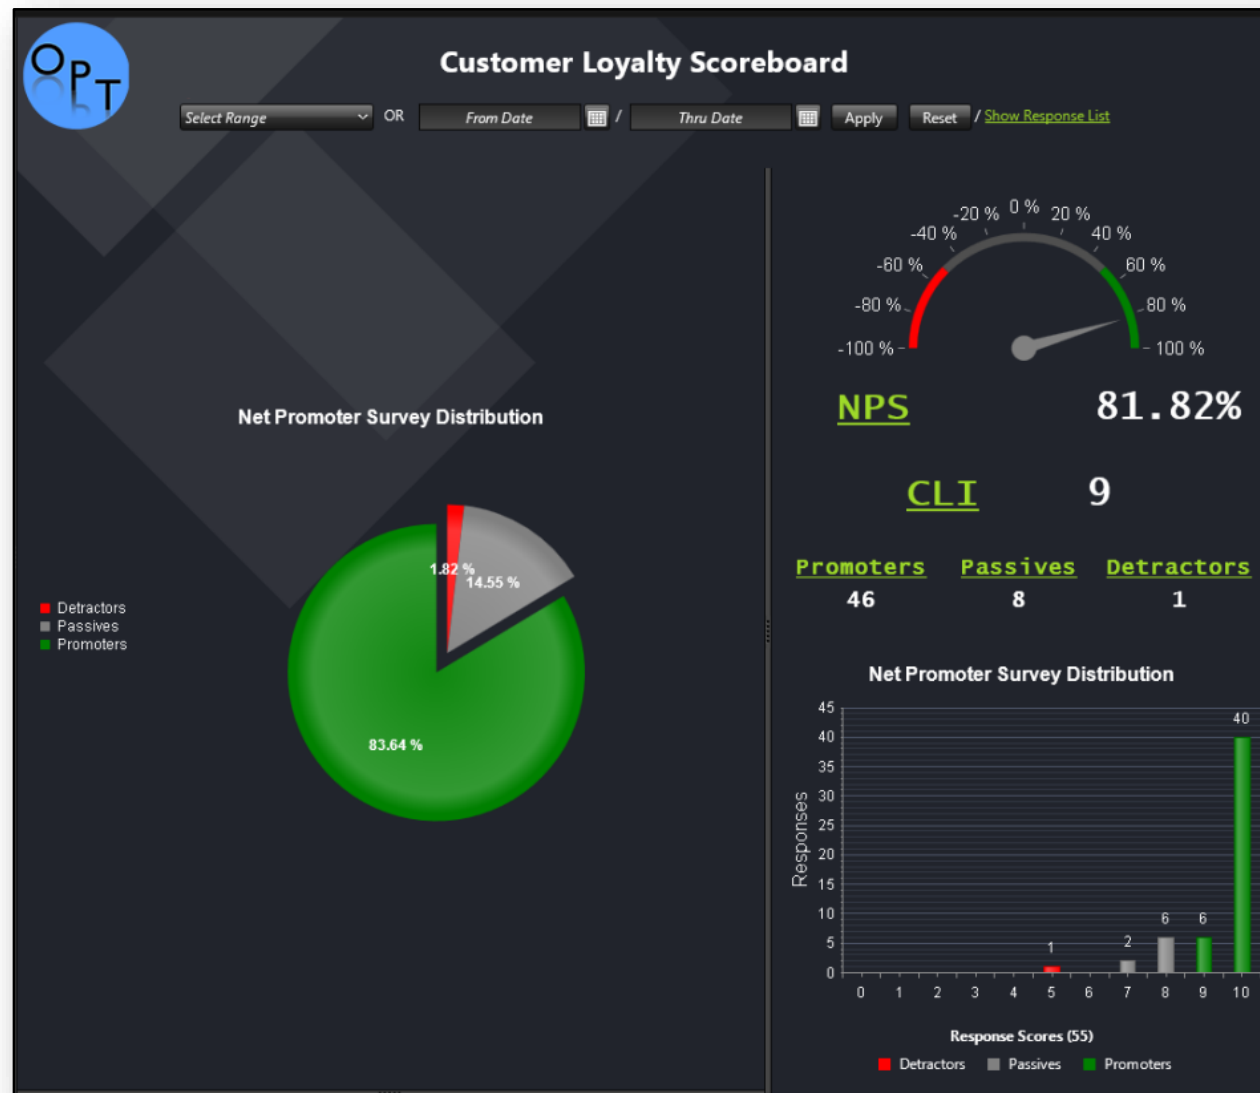 OPT
Customer Loyalty Scoreboard
Select Range OR From Date / Thru Date Apply Reset / Show Response List
Net Promoter Survey Distribution
Detractors
Passives
Promoters
1.82 %
14.55 %
83.64 %
-100 %
-80 %
-60 %
-40 %
-20 %
0 %
20 %
40 %
60 %
80 %
100 %
NPS 81.82%
CLI 9
Promoters Passives Detractors
46 8 1
Net Promoter Survey Distribution
Responses
45
40
35
30
25
20
15
10
5
0
1
2
6
6
40
0 1 2 3 4 5 6 7 8 9 10
Response Scores (55)
Detractors Passives Promoters